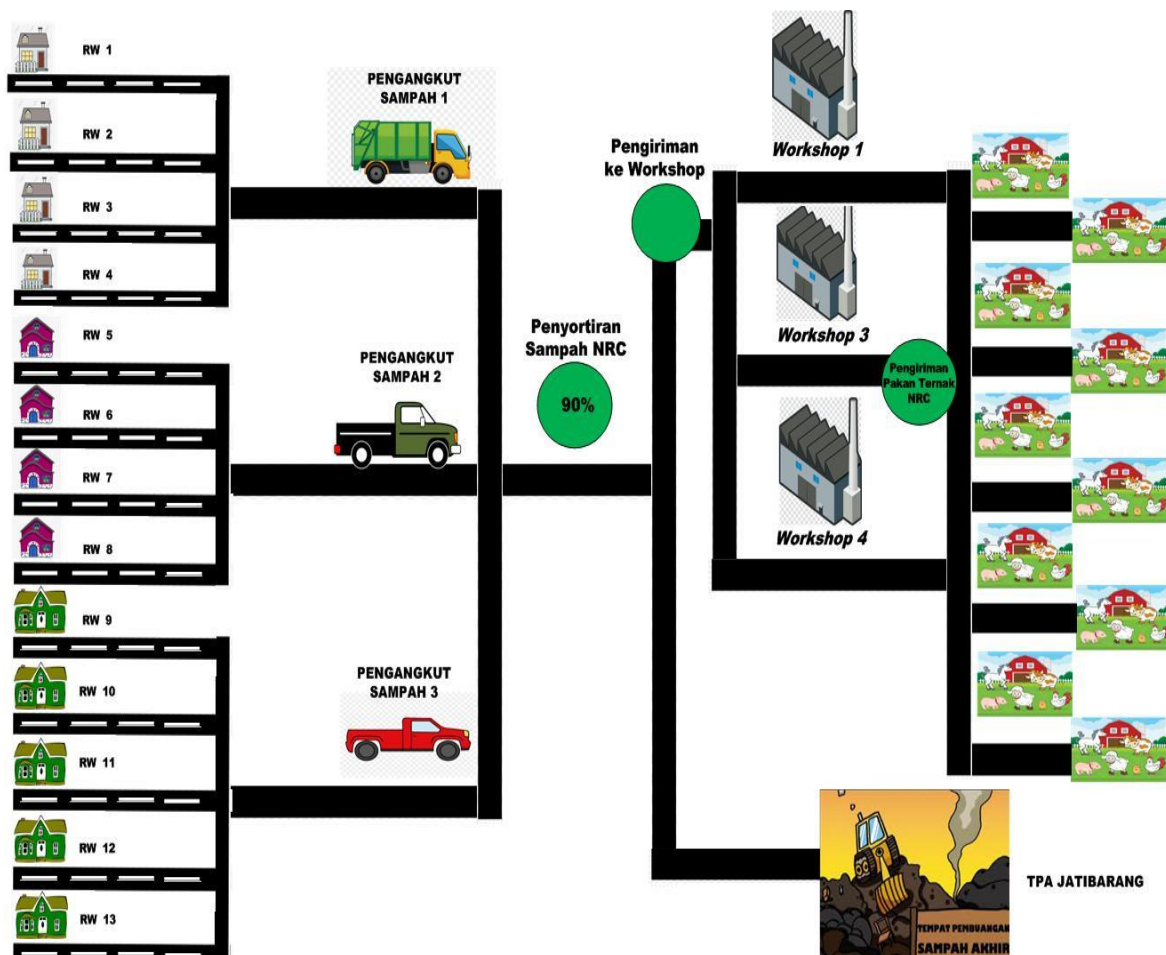 RW 1
RW 2
RW 3
RW 4
RW 5
RW 6
RW 7
RW 8
RW 9
RW 10
RW 11
RW 12
RW 13
PENGANGKUT
SAMPAH 1
PENGANGKUT
SAMPAH 2
PENGANGKUT
SAMPAH 3
Penyortiran
Sampah NRC
90%
Pengiriman
ke Workshop
Workshop 1
Workshop 3
Workshop 4
Pengiriman
Pakan Ternak
NRC
TEMPAT PEMBUANGAN
SAMPAH AKHIR
TPA JATIBARANG